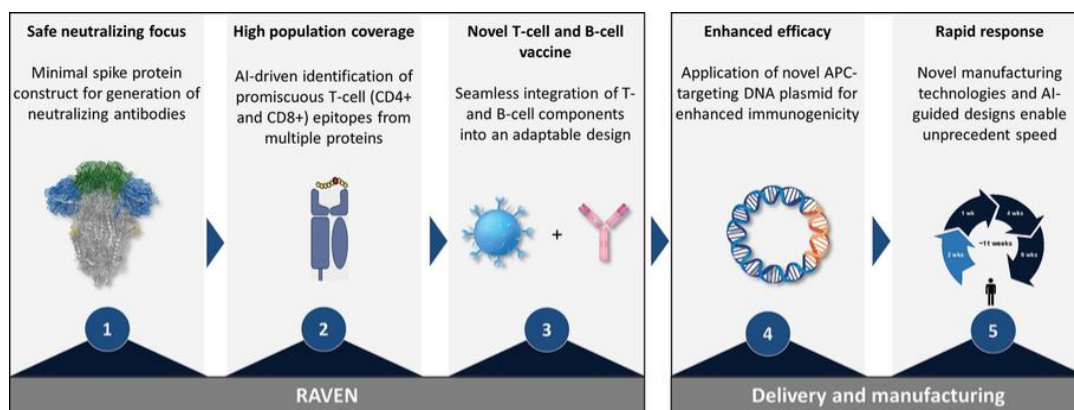 Safe neutralizing focus
Minimal spike protein
construct for generation of
neutralizing antibodies
High population coverage
AI-driven identification of
promiscuous T-cell (CD4+
and CD8+) epitopes from
multiple proteins
Novel T-cell and B-cell
vaccine
Seamless integration of T-
and B-cell components
into an adaptable design
Enhanced efficacy
Application of novel APC-
targeting DNA plasmid for
enhanced immunogenicity
Rapid response
Novel manufacturing
technologies and AI-
guided designs enable
unprecedent speed
+
1 wk
4 wks
~11 weeks
2 wks
6 wks
1
2
3
4
5
RAVEN
Delivery and manufacturing